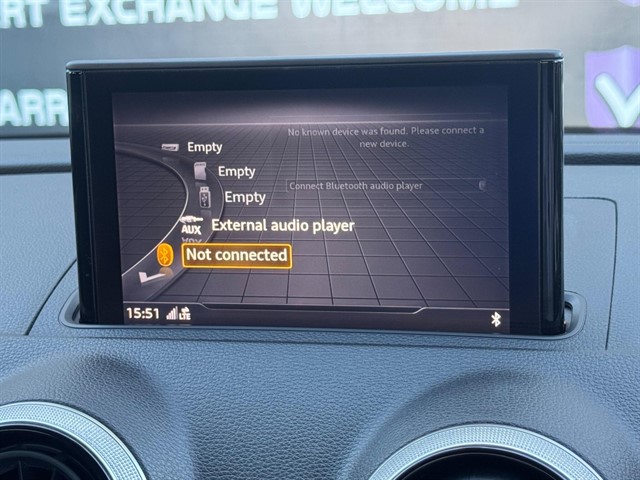 RT EXCHANGE WELCOME
ARR
No known device was found. Please connect a
new device.
Empty
Empty
Connect Bluetooth audio player
Empty
External audio player
AUX
Not connected
15:51 LTE